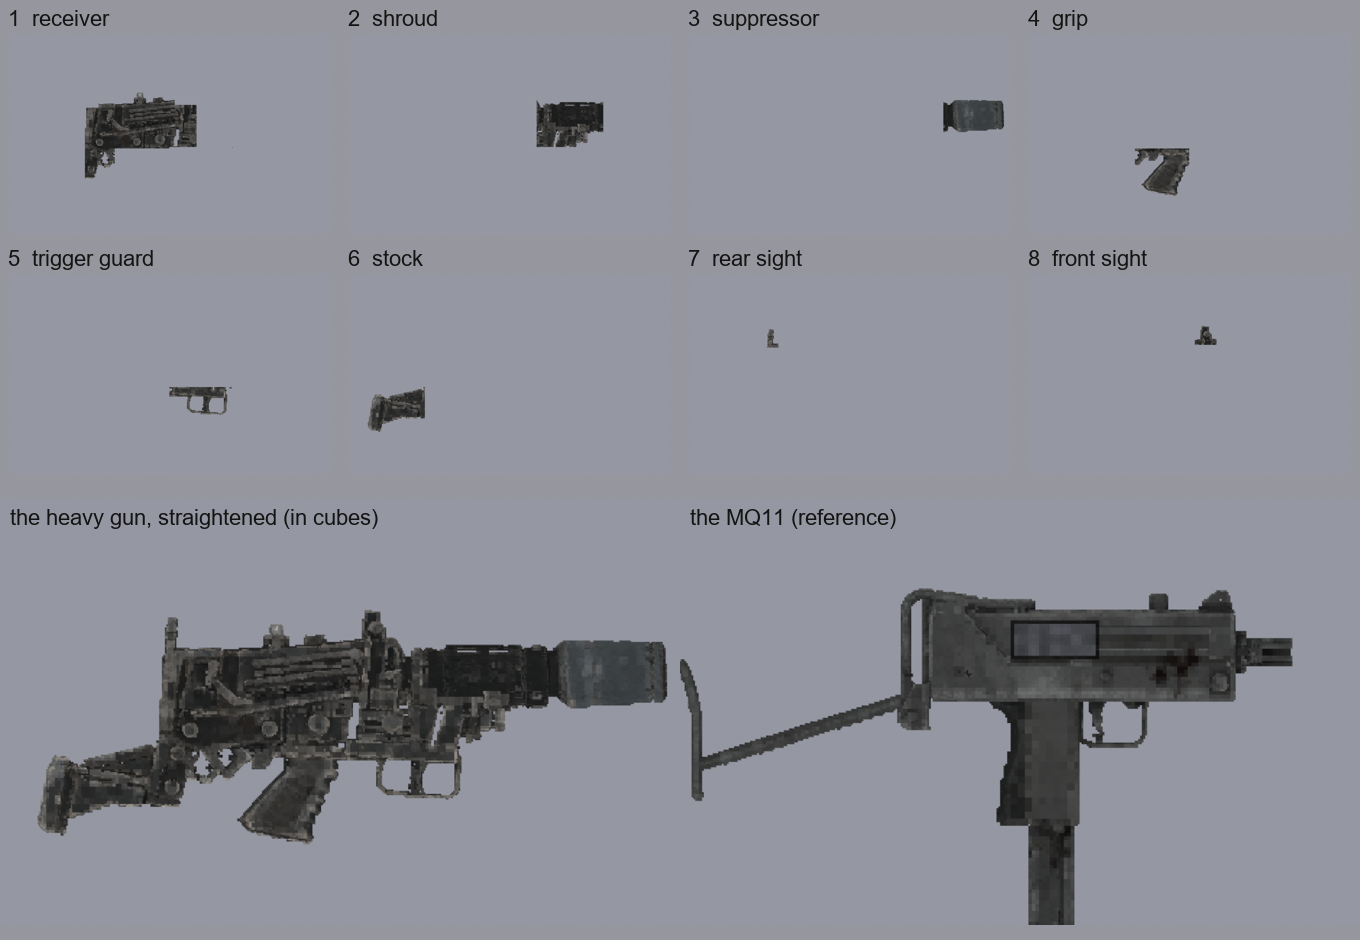 1 receiver
2 shroud
3 suppressor
4 grip
5 trigger guard
6 stock
7 rear sight
8 front sight
the heavy gun, straightened (in cubes)
the MQ11 (reference)